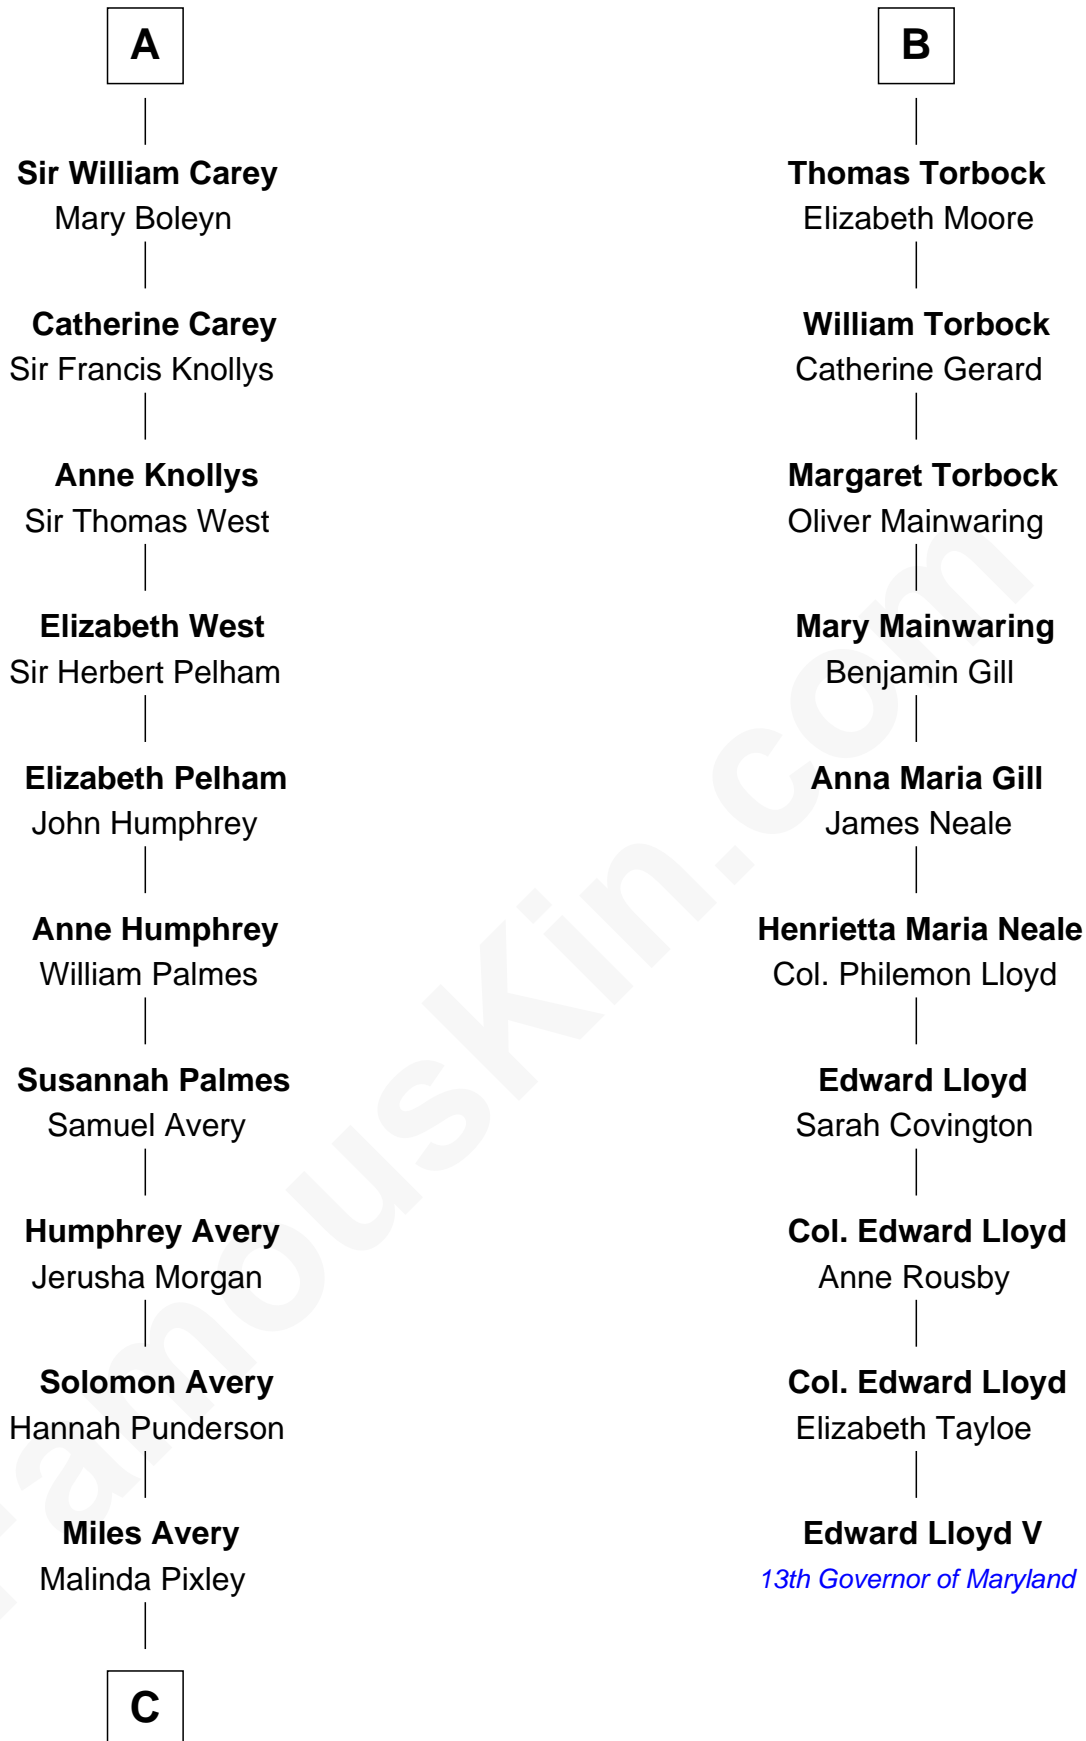 A
Sir William Carey
Mary Boleyn
Catherine Carey
Sir Francis Knollys
Anne Knollys
Sir Thomas West
Elizabeth West
Sir Herbert Pelham
Elizabeth Pelham
John Humphrey
Anne Humphrey
William Palmes
Susannah Palmes
Samuel Avery
Humphrey Avery
Jerusha Morgan
Solomon Avery
Hannah Punderson
Miles Avery
Malinda Pixley
C
B
Thomas Torbock
Elizabeth Moore
William Torbock
Catherine Gerard
Margaret Torbock
Oliver Mainwaring
Mary Mainwaring
Benjamin Gill
Anna Maria Gill
James Neale
Henrietta Maria Neale
Col. Philemon Lloyd
Edward Lloyd
Sarah Covington
Col. Edward Lloyd
Anne Rousby
Col. Edward Lloyd
Elizabeth Tayloe
Edward Lloyd V
13th Governor of Maryland
FamousKin.com